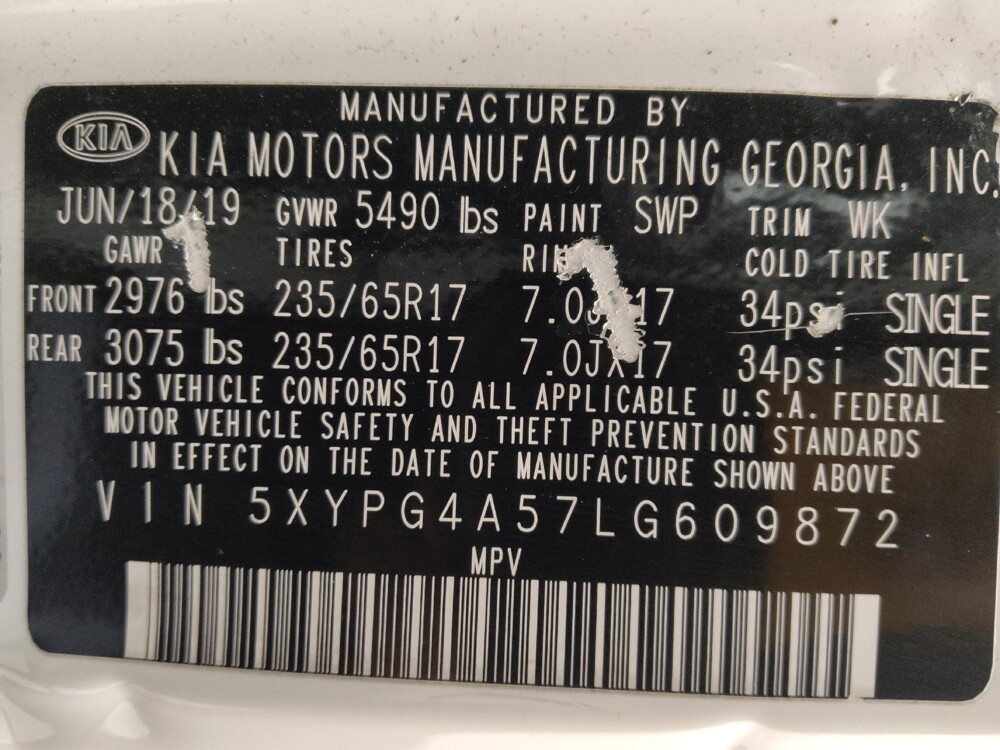 MANUFACTURED BY
KIA KIA MOTORS MANUFACTURING GEORGIA, INC.
JUN/18/19 GVWR 5490 lbs PAINT SWP TRIM WK
GAWR TIRES RIM COLD TIRE INFL
FRONT 2976 lbs 235/65R17 7.0JX17 34psi SINGLE
REAR 3075 lbs 235/65R17 7.0JX17 34psi SINGLE
THIS VEHICLE CONFORMS TO ALL APPLICABLE U.S.A. FEDERAL
MOTOR VEHICLE SAFETY AND THEFT PREVENTION STANDARDS
IN EFFECT ON THE DATE OF MANUFACTURE SHOWN ABOVE
VIN 5XYPG4A57LG609872
MPV